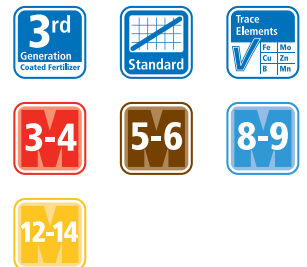 3rd
Generation
Coated Fertilizer
Standard
Trace
Elements
Fe Mo
Cu Zn
B Mn
3-4
5-6
8-9
12-14